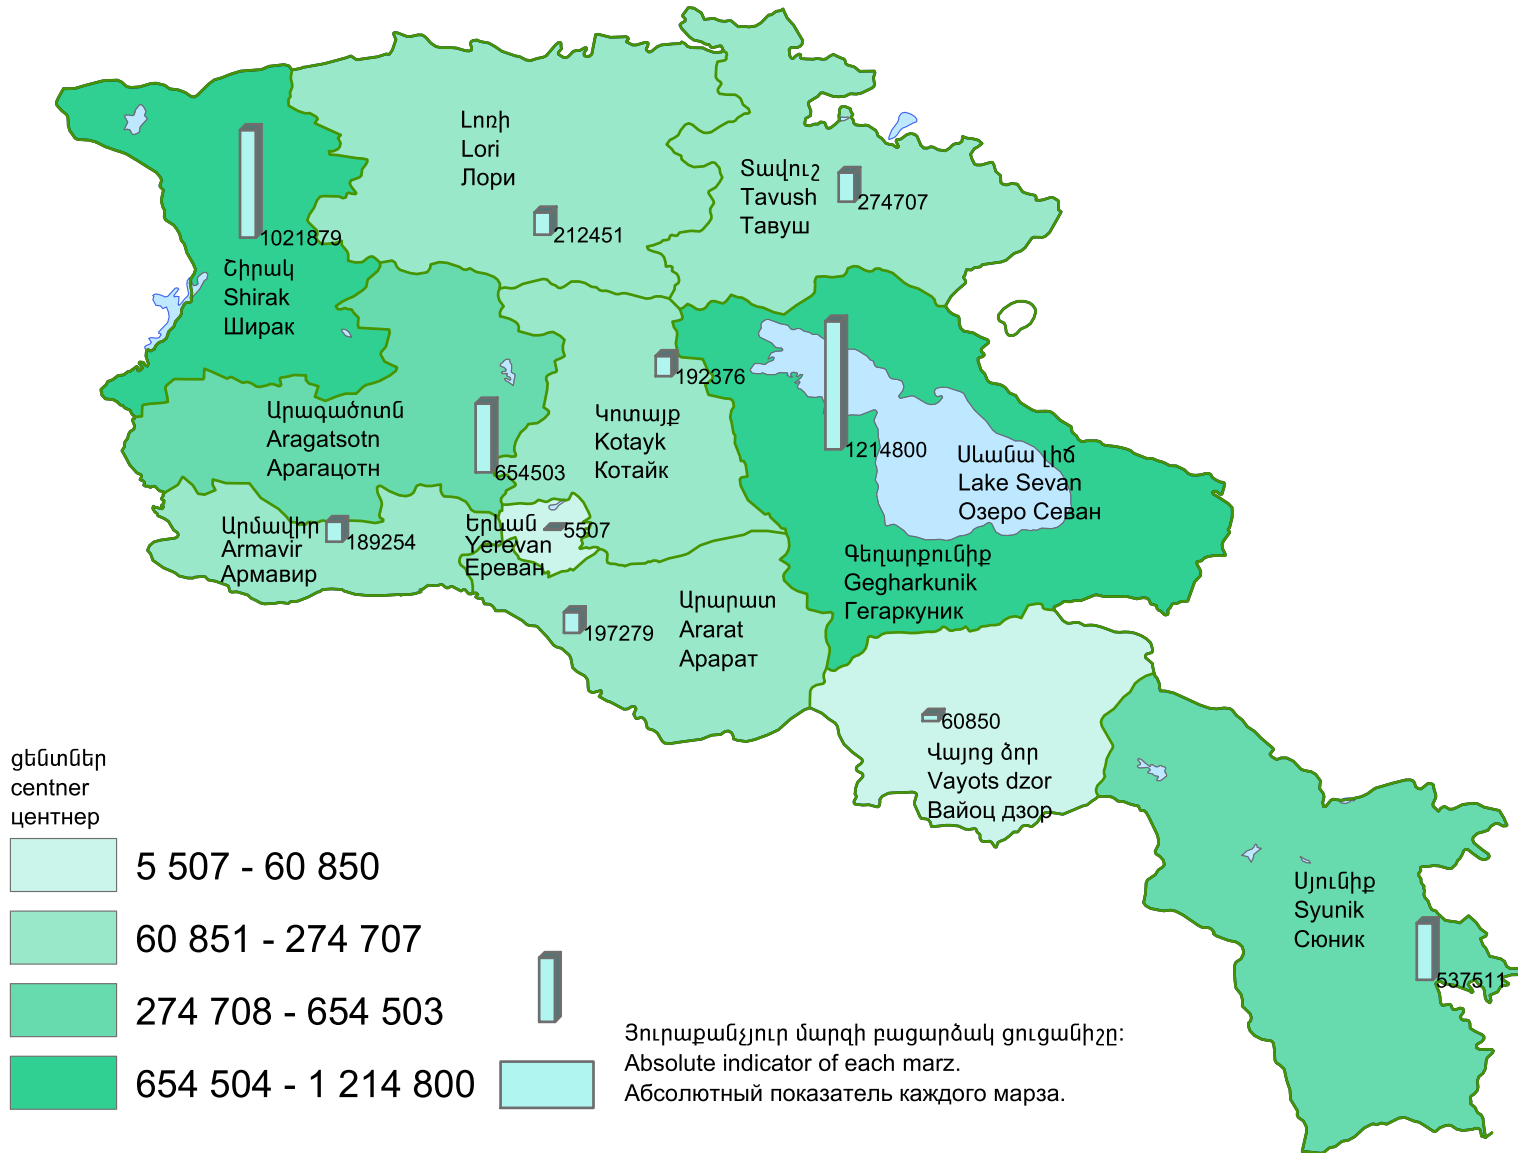 Լոռի
Lori
Лори
212451
Տավուշ
Tavush
Тавуш
274707
1021879
Շիրակ
Shirak
Ширак
192376
Արագածոտն
Aragatsotn
Арагацотн
654503
Կոտայք
Kotayk
Котайк
1214800
Սևանա լիճ
Lake Sevan
Озеро Севан
Արմավիր
Armavir
Армавир
189254
Երևան
Yerevan
Ереван
5507
Գեղարքունիք
Gegharkunik
Гегаркуник
197279
Արարատ
Ararat
Арарат
60850
Վայոց ձոր
Vayots dzor
Вайоц дзор
Սյունիք
Syunik
Сюник
537511
ցենտներ
centner
центнер
5 507 - 60 850
60 851 - 274 707
274 708 - 654 503
654 504 - 1 214 800
Յուրաքանչյուր մարզի բացարձակ ցուցանիշը:
Absolute indicator of each marz.
Абсолютный показатель каждого марза.